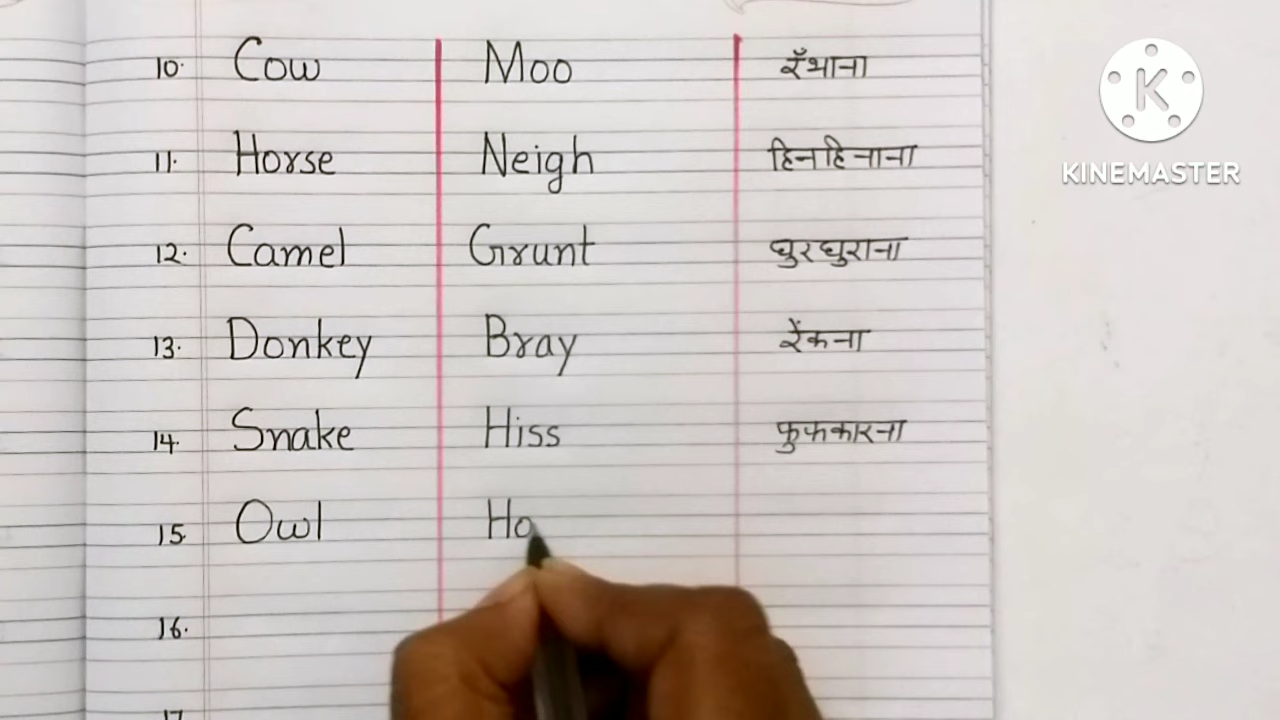 10. Cow Moo रँभाना
11. Horse Neigh हिनहिनाना
12. Camel Grunt घुरघुराना
13. Donkey Bray रेंकना
14. Snake Hiss फुफकारना
15. Owl Ho
16.
17
K
KINEMASTER